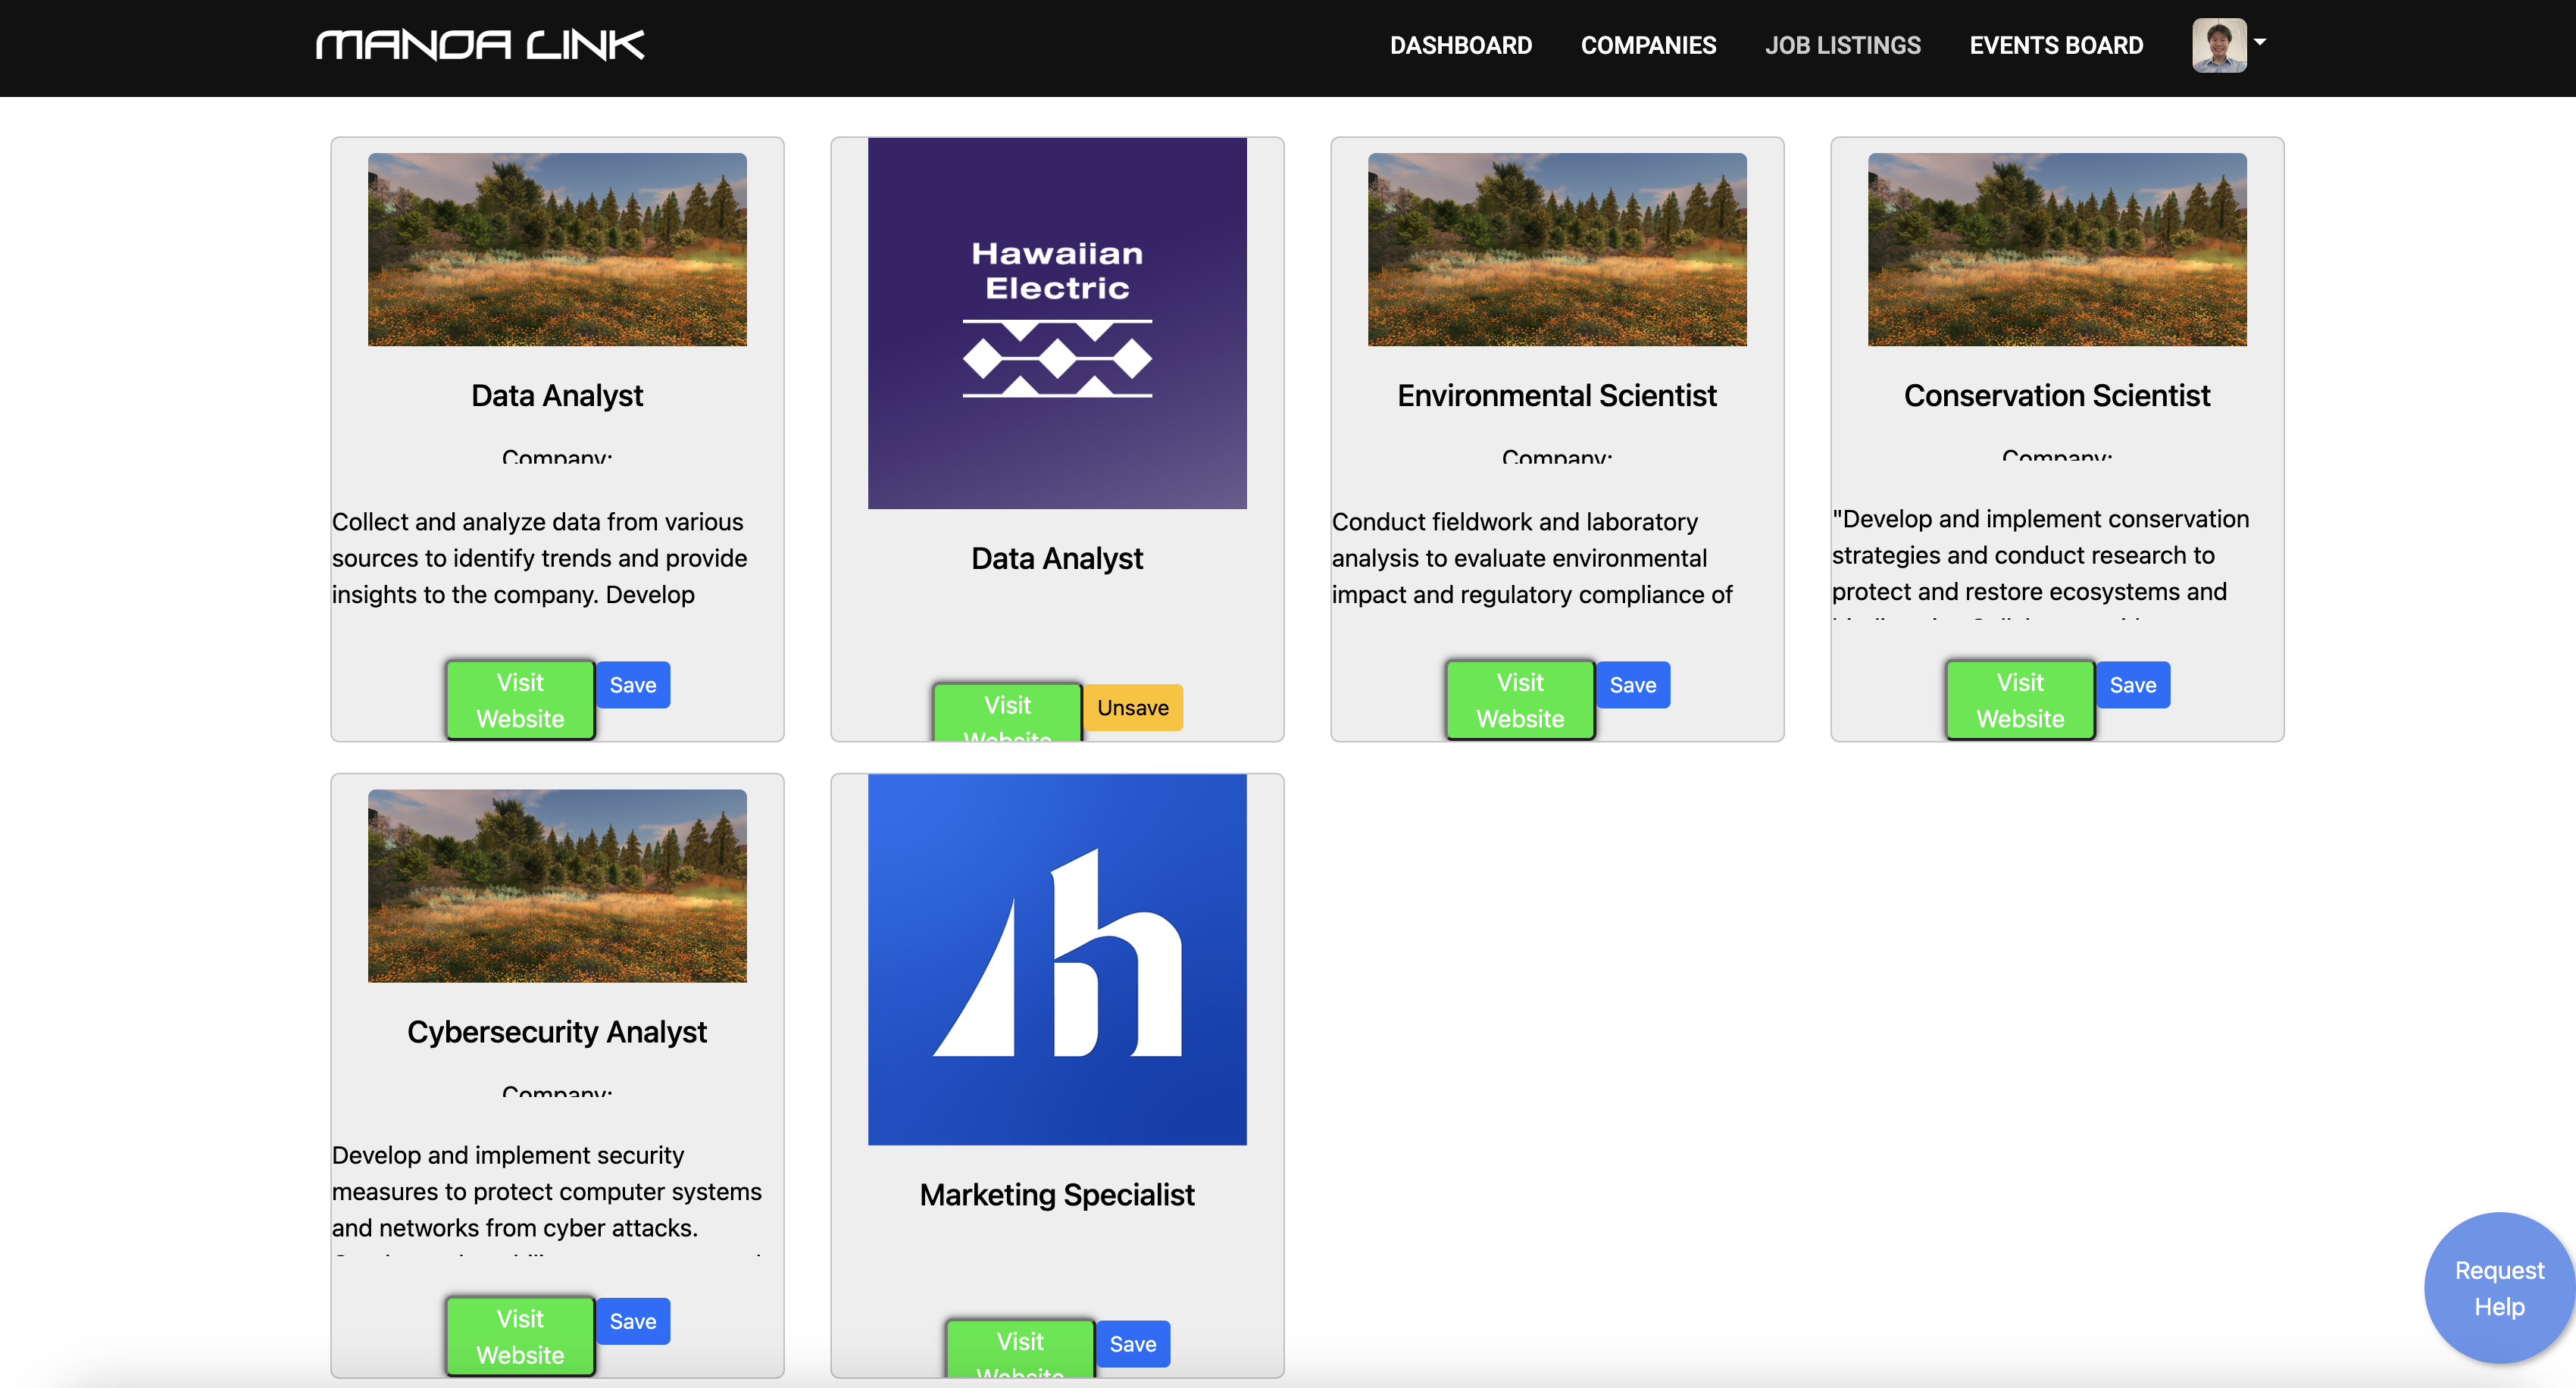 MANOA LINK
DASHBOARD COMPANIES JOB LISTINGS EVENTS BOARD
Data Analyst
Company:
Collect and analyze data from various
sources to identify trends and provide
insights to the company. Develop
Visit
Website
Save
Hawaiian
Electric
Data Analyst
Visit
Website
Unsave
Environmental Scientist
Company:
Conduct fieldwork and laboratory
analysis to evaluate environmental
impact and regulatory compliance of
Visit
Website
Save
Conservation Scientist
Company:
"Develop and implement conservation
strategies and conduct research to
protect and restore ecosystems and
Visit
Website
Save
Cybersecurity Analyst
Company:
Develop and implement security
measures to protect computer systems
and networks from cyber attacks.
Visit
Website
Save
h
Marketing Specialist
Visit
Website
Save
Request
Help